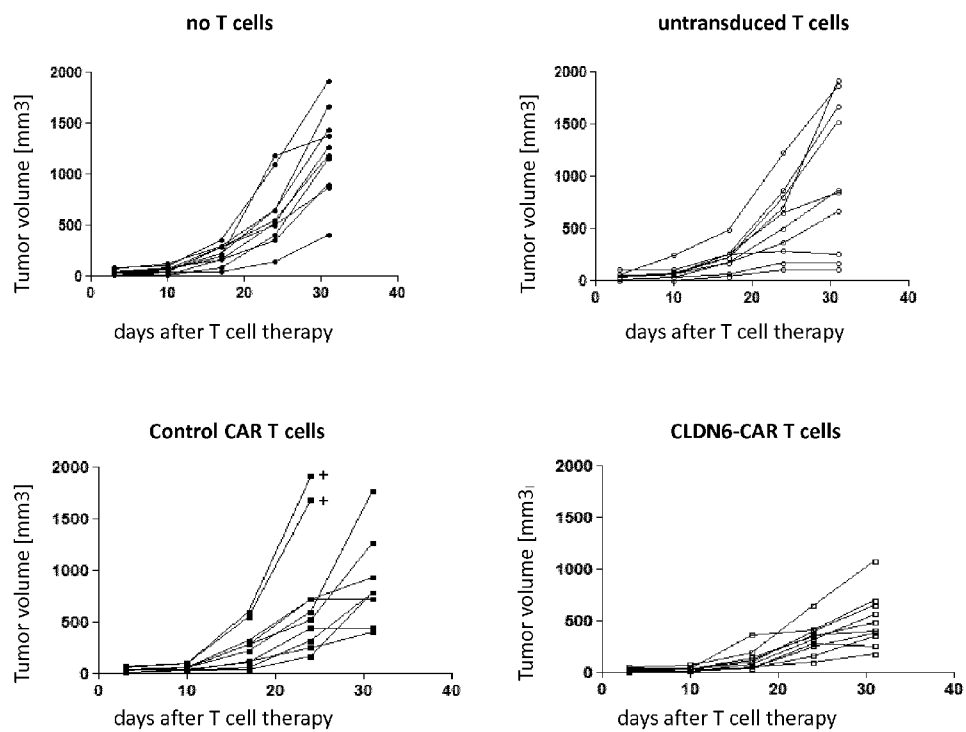 no T cells
2000
1500
1000
500
0
Tumor volume [mm3]
0 10 20 30 40
days after T cell therapy
untransduced T cells
2000
1500
1000
500
0
Tumor volume [mm3]
0 10 20 30 40
days after T cell therapy
Control CAR T cells
2000
1500
1000
500
0
Tumor volume [mm3]
+
+
0 10 20 30 40
days after T cell therapy
CLDN6-CAR T cells
2000
1500
1000
500
0
Tumor volume [mm3]
0 10 20 30 40
days after T cell therapy